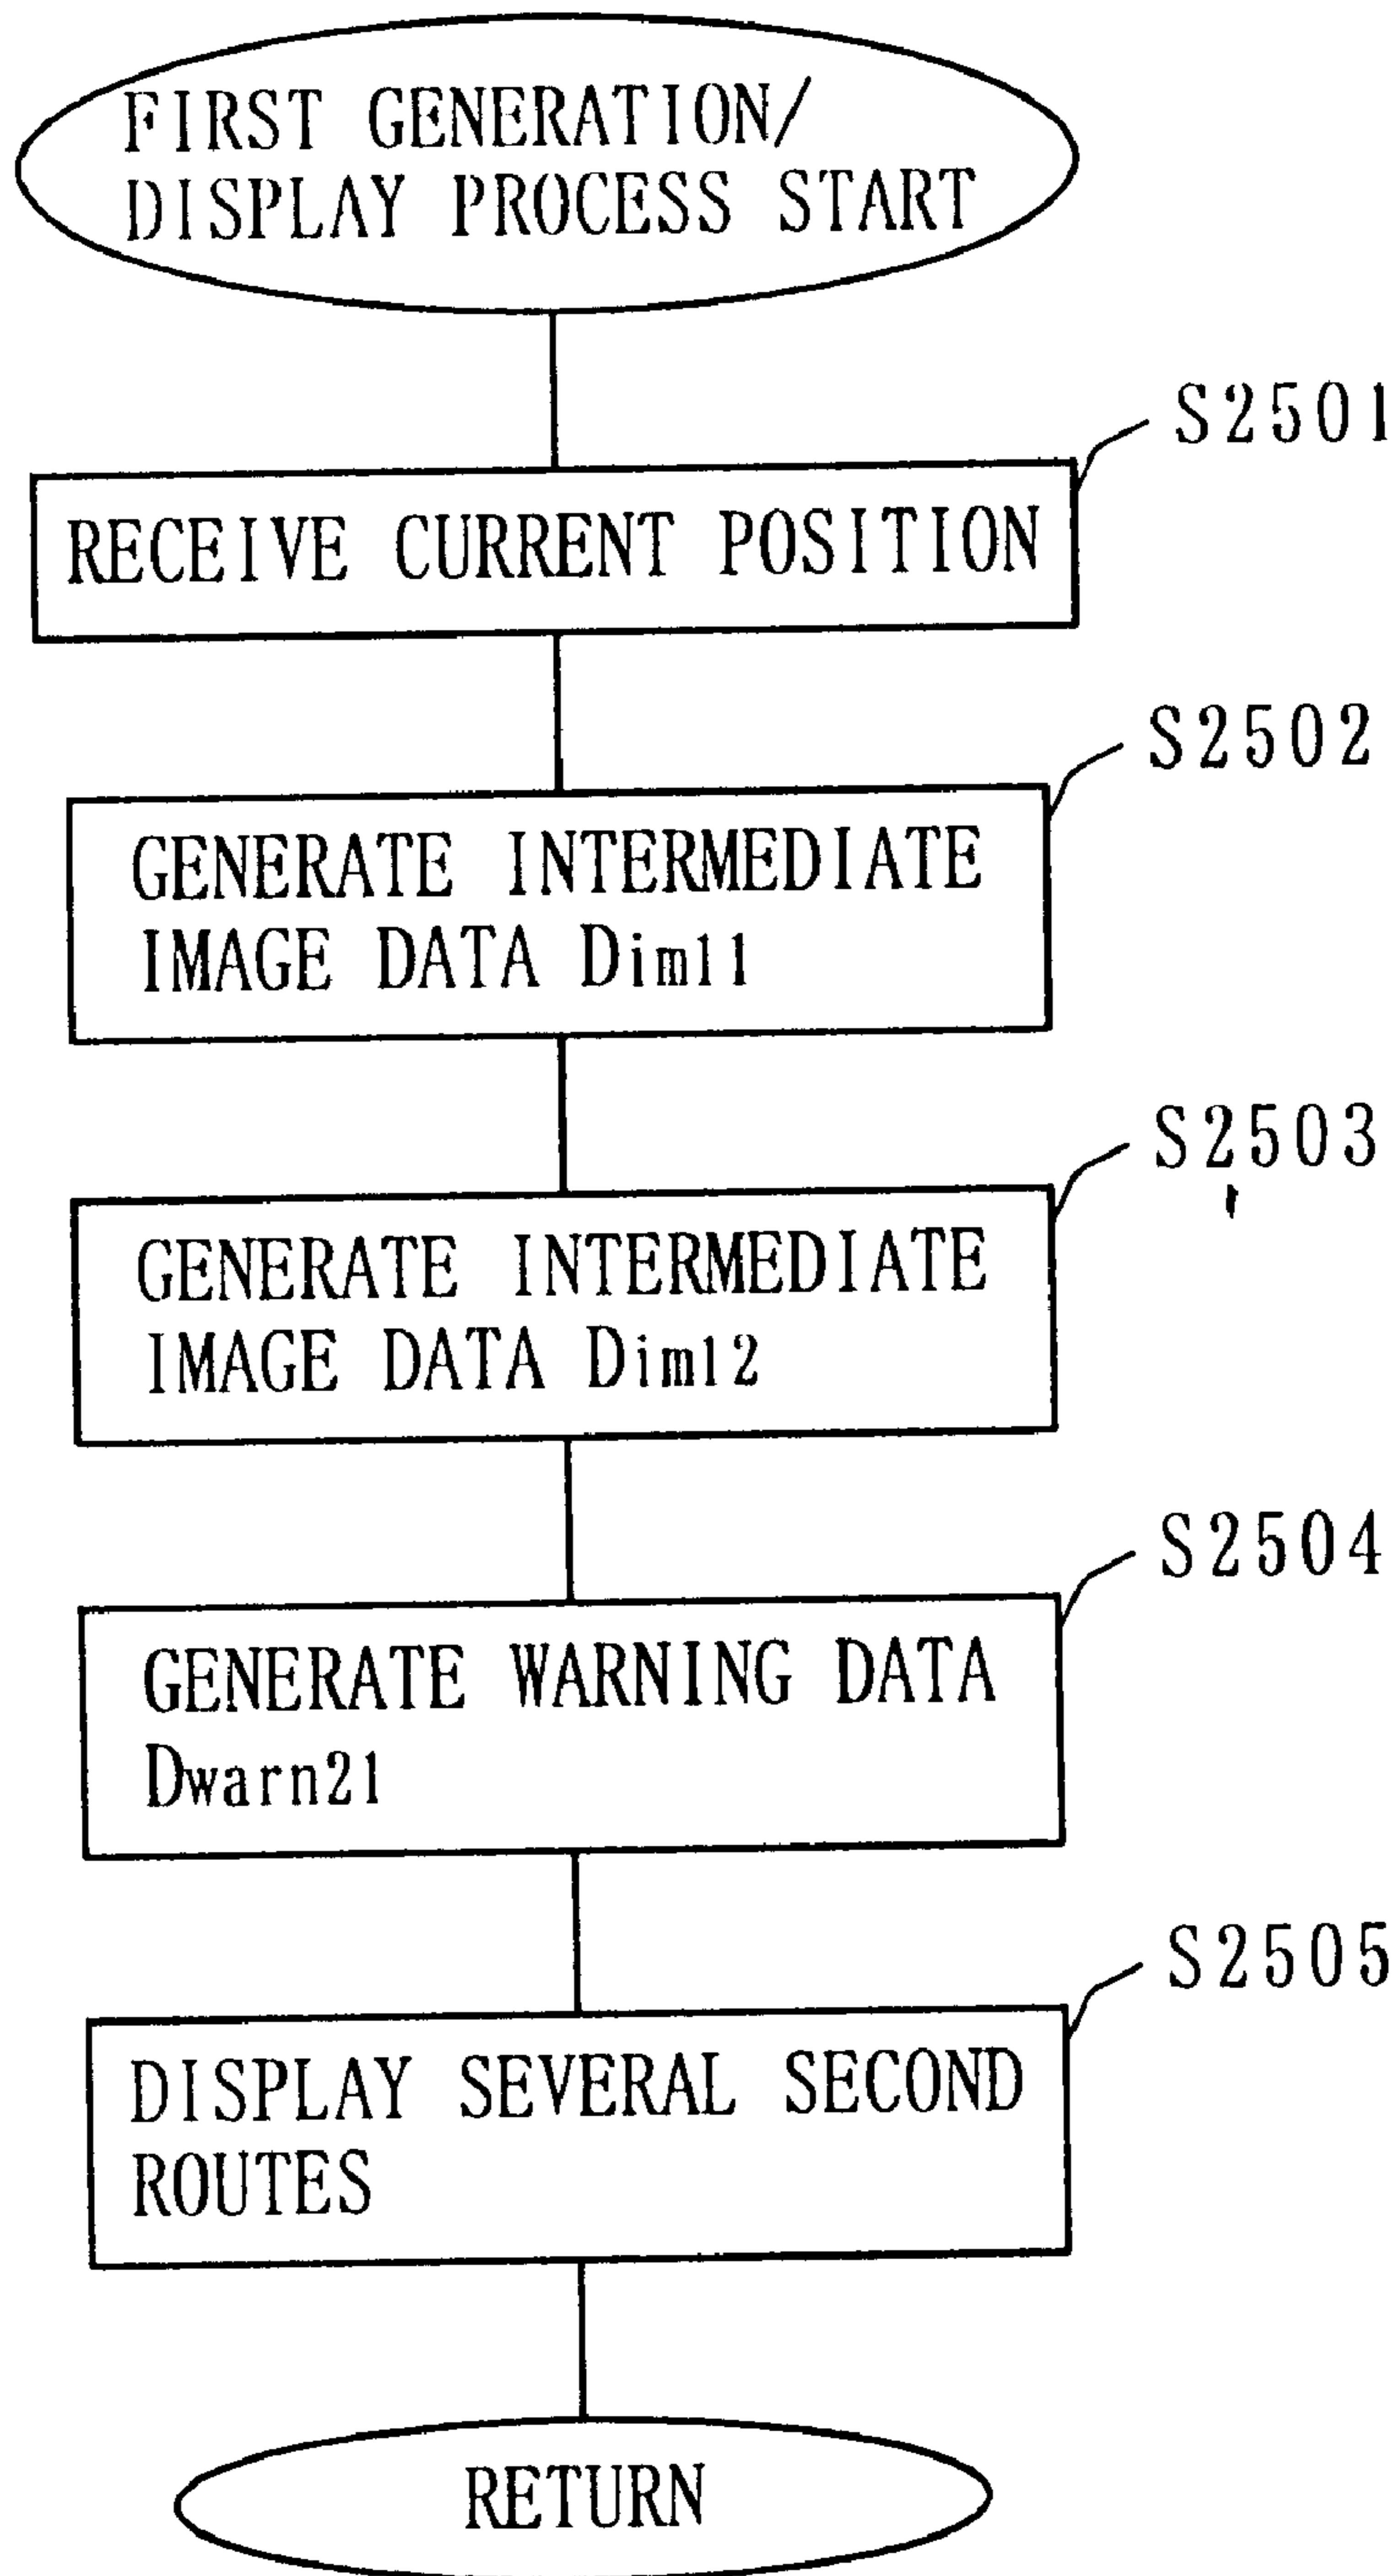 FIRST GENERATION/
DISPLAY PROCESS START
S2501
RECEIVE CURRENT POSITION
S2502
GENERATE INTERMEDIATE
IMAGE DATA Dim11
S2503
GENERATE INTERMEDIATE
IMAGE DATA Dim12
S2504
GENERATE WARNING DATA
Dwarn21
S2505
DISPLAY SEVERAL SECOND
ROUTES
RETURN